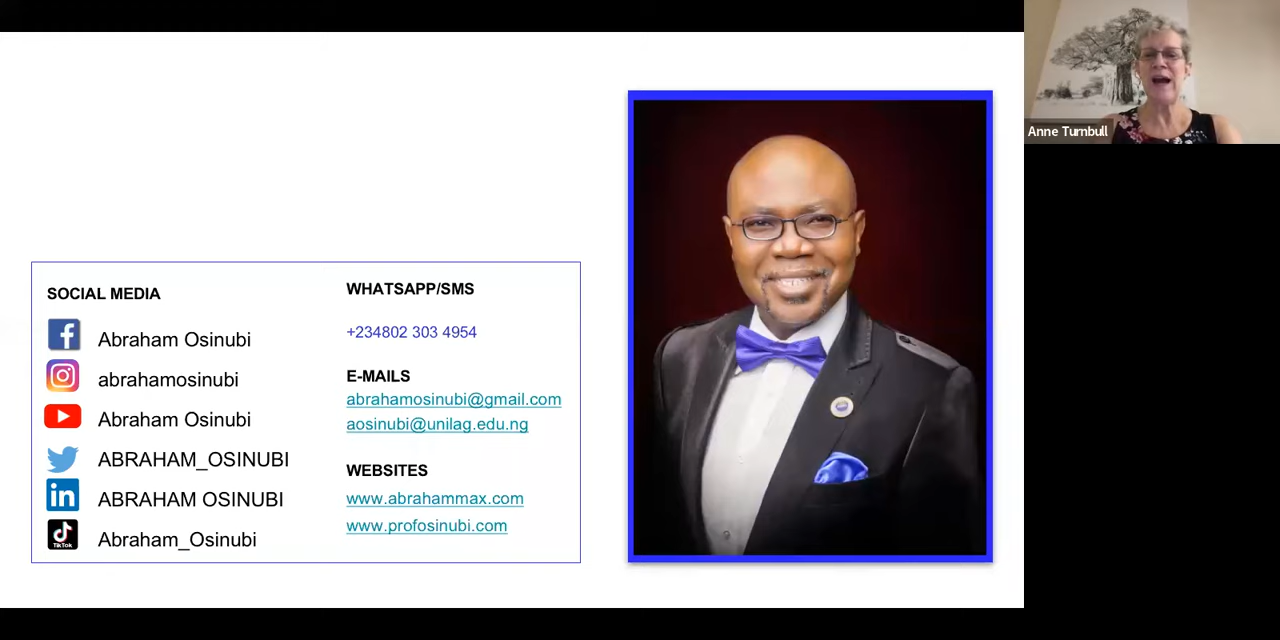 SOCIAL MEDIA
Abraham Osinubi
abrahamosinubi
Abraham Osinubi
ABRAHAM_OSINUBI
ABRAHAM OSINUBI
TikTok
Abraham_Osinubi
WHATSAPP/SMS
+234802 303 4954
E-MAILS
abrahamosinubi@gmail.com
aosinubi@unilag.edu.ng
WEBSITES
www.abrahammax.com
www.profosinubi.com
Anne Turnbull